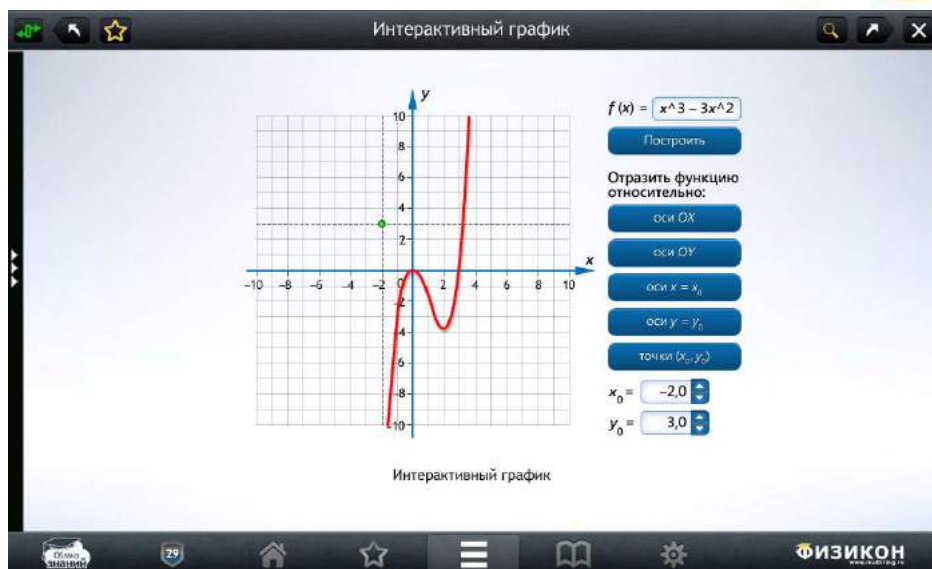 Интерактивный график
f(x) = x^3 – 3x^2
Построить
Отразить функцию
относительно:
оси OX
оси OY
оси x = x₀
оси y = y₀
точки (x₀, y₀)
x₀ = –2,0
y₀ = 3,0
y
10
8
6
4
2
x
–10 –8 –6 –4 –2 0 2 4 6 8 10
–2
–4
–6
–8
–10
Интерактивный график
Облако
знаний
29
ФИЗИКОН